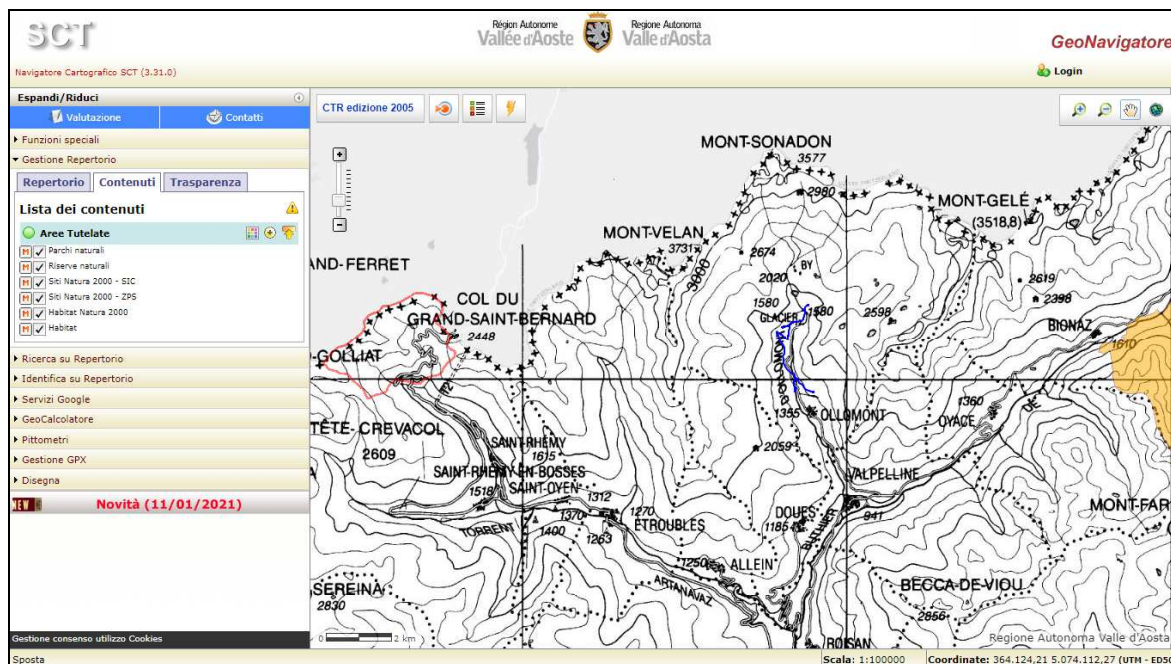 SCT
Région Autonome
Vallée d'Aoste
Regione Autonoma
Valle d'Aosta
GeoNavigatore
Navigatore Cartografico SCT (3.31.0)
Login
Espandi/Riduci
Valutazione
Contatti
Funzioni speciali
Gestione Repertorio
Repertorio
Contenuti
Trasparenza
Lista dei contenuti
Aree Tutelate
M Parchi naturali
M Riserve naturali
M Siti Natura 2000 - SIC
M Siti Natura 2000 - ZPS
M Habitat Natura 2000
M Habitat
Ricerca su Repertorio
Identifica su Repertorio
Servizi Google
GeoCalcolatore
Pittometri
Gestione GPX
Disegna
NEW Novità (11/01/2021)
Gestione consenso utilizzo Cookies
Sposta
CTR edizione 2005
MONT-SONADON
3577
2980
MONT-GELÉ
(3518,8)
MONT-VELAN
3731
3000
2674
BY
2020
2619
2398
AND-FERRET
COL DU
GRAND-SAINT-BERNARD
2448
1580
1580
GLACIER
2598
BIONAZ
1610
-GOLLIAT
1355
OLLOMONT
1360
OYACE
DE
TÊTE-CREVACOL
2609
SAINT-RHÉMY
1615
2059
SAINT-RHÉMY-EN-BOSSES
SAINT-OYEN
VALPELLINE
1518
1312
1370
1270
DOUES
941
MONT-FAR
TORRENT
1400
1263
ÉTROUBLES
1185
BUTHIER
1250
ALLEIN
ARTANAVAZ
SEREINA
2830
BECCA-DE-VIOU
2856
ROISAN
0
2 km
Regione Autonoma Valle d'Aosta
Scala: 1:100000
Coordinate: 364.124,21 5.074.112,27 (UTM - ED50